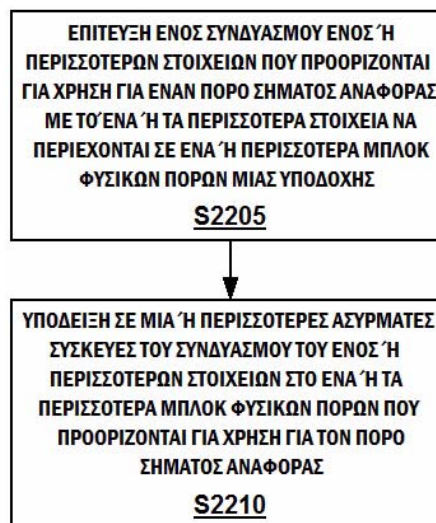 ΕΠΙΤΕΥΞΗ ΕΝΟΣ ΣΥΝΔΥΑΣΜΟΥ ΕΝΟΣ Ή
ΠΕΡΙΣΣΟΤΕΡΩΝ ΣΤΟΙΧΕΙΩΝ ΠΟΥ ΠΡΟΟΡΙΖΟΝΤΑΙ
ΓΙΑ ΧΡΗΣΗ ΓΙΑ ΕΝΑΝ ΠΟΡΟ ΣΗΜΑΤΟΣ ΑΝΑΦΟΡΑΣ
ΜΕ ΤΟ ΈΝΑ Ή ΤΑ ΠΕΡΙΣΣΟΤΕΡΑ ΣΤΟΙΧΕΙΑ ΝΑ
ΠΕΡΙΕΧΟΝΤΑΙ ΣΕ ΕΝΑ Ή ΠΕΡΙΣΣΟΤΕΡΑ ΜΠΛΟΚ
ΦΥΣΙΚΩΝ ΠΟΡΩΝ ΜΙΑΣ ΥΠΟΔΟΧΗΣ
S2205
ΥΠΟΔΕΙΞΗ ΣΕ ΜΙΑ Ή ΠΕΡΙΣΣΟΤΕΡΕΣ ΑΣΥΡΜΑΤΕΣ
ΣΥΣΚΕΥΕΣ ΤΟΥ ΣΥΝΔΥΑΣΜΟΥ ΤΟΥ ΕΝΟΣ Ή
ΠΕΡΙΣΣΟΤΕΡΩΝ ΣΤΟΙΧΕΙΩΝ ΣΤΟ ΕΝΑ Ή ΤΑ
ΠΕΡΙΣΣΟΤΕΡΑ ΜΠΛΟΚ ΦΥΣΙΚΩΝ ΠΟΡΩΝ ΠΟΥ
ΠΡΟΟΡΙΖΟΝΤΑΙ ΓΙΑ ΧΡΗΣΗ ΓΙΑ ΤΟΝ ΠΟΡΟ
ΣΗΜΑΤΟΣ ΑΝΑΦΟΡΑΣ
S2210